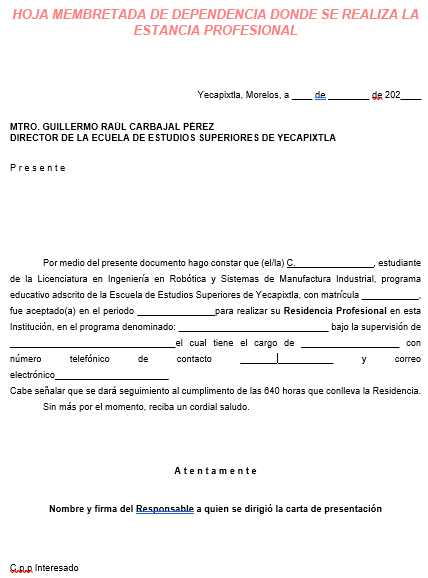 HOJA MEMBRETADA DE DEPENDENCIA DONDE SE REALIZA LA
ESTANCIA PROFESIONAL
Yecapixtla, Morelos, a ____ de ________ de 202____
MTRO. GUILLERMO RAÚL CARBAJAL PÉREZ
DIRECTOR DE LA ECUELA DE ESTUDIOS SUPERIORES DE YECAPIXTLA
P r e s e n t e
Por medio del presente documento hago constar que (el/la) C.________________, estudiante
de la Licenciatura en Ingeniería en Robótica y Sistemas de Manufactura Industrial, programa
educativo adscrito de la Escuela de Estudios Superiores de Yecapixtla, con matrícula ___________,
fue aceptado(a) en el periodo _______________para realizar su Residencia Profesional en esta
Institución, en el programa denominado: ______________________________ bajo la supervisión de
_________________________________el cual tiene el cargo de ___________________ con
número telefónico de contacto __________________ y correo
electrónico______________________
Cabe señalar que se dará seguimiento al cumplimento de las 640 horas que conlleva la Residencia.
Sin más por el momento, reciba un cordial saludo.
A t e n t a m e n t e
Nombre y firma del Responsable a quien se dirigió la carta de presentación
C.p.p Interesado